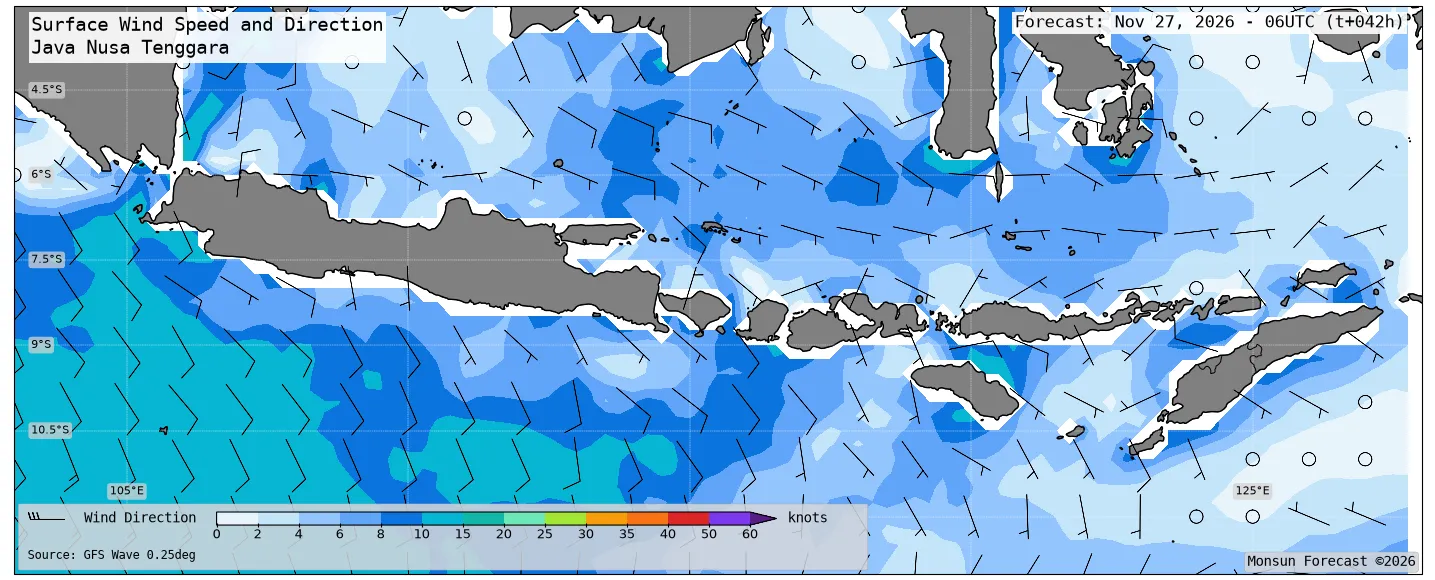 Surface Wind Speed and Direction
Java Nusa Tenggara
Forecast: Nov 27, 2026 - 06UTC (t+042h)
4.5°S
6°S
7.5°S
9°S
10.5°S
105°E
125°E
Wind Direction
knots
0 2 4 6 8 10 15 20 25 30 35 40 50 60
Source: GFS Wave 0.25deg
Monsun Forecast ©2026